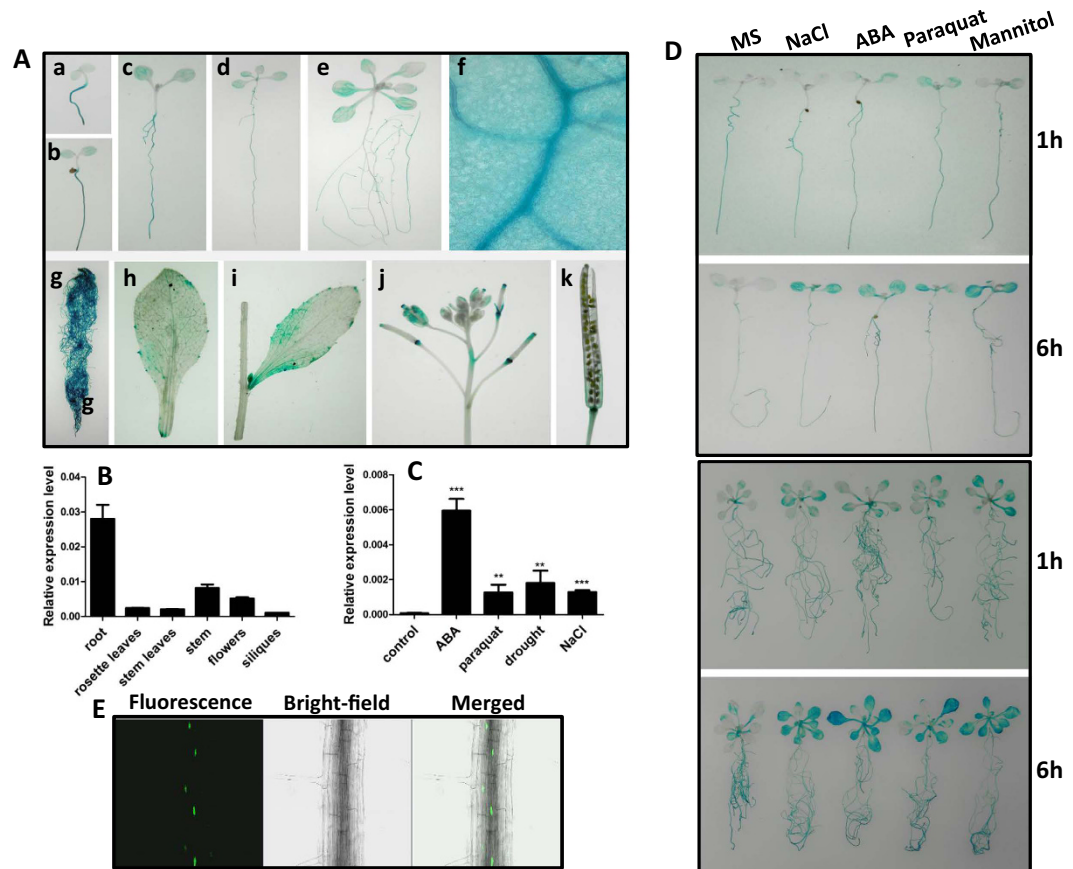 A
a
b
c
d
e
f
g
g
h
i
j
k
B
Relative expression level
0.04
0.03
0.02
0.01
0.00
root
rosette leaves
stem leaves
stem
flowers
siliques
C
Relative expression level
0.008
0.006
0.004
0.002
0.000
***
**
**
***
control
ABA
paraquat
drought
NaCl
E
Fluorescence
Bright-field
Merged
D
MS
NaCl
ABA
Paraquat
Mannitol
1h
6h
1h
6h